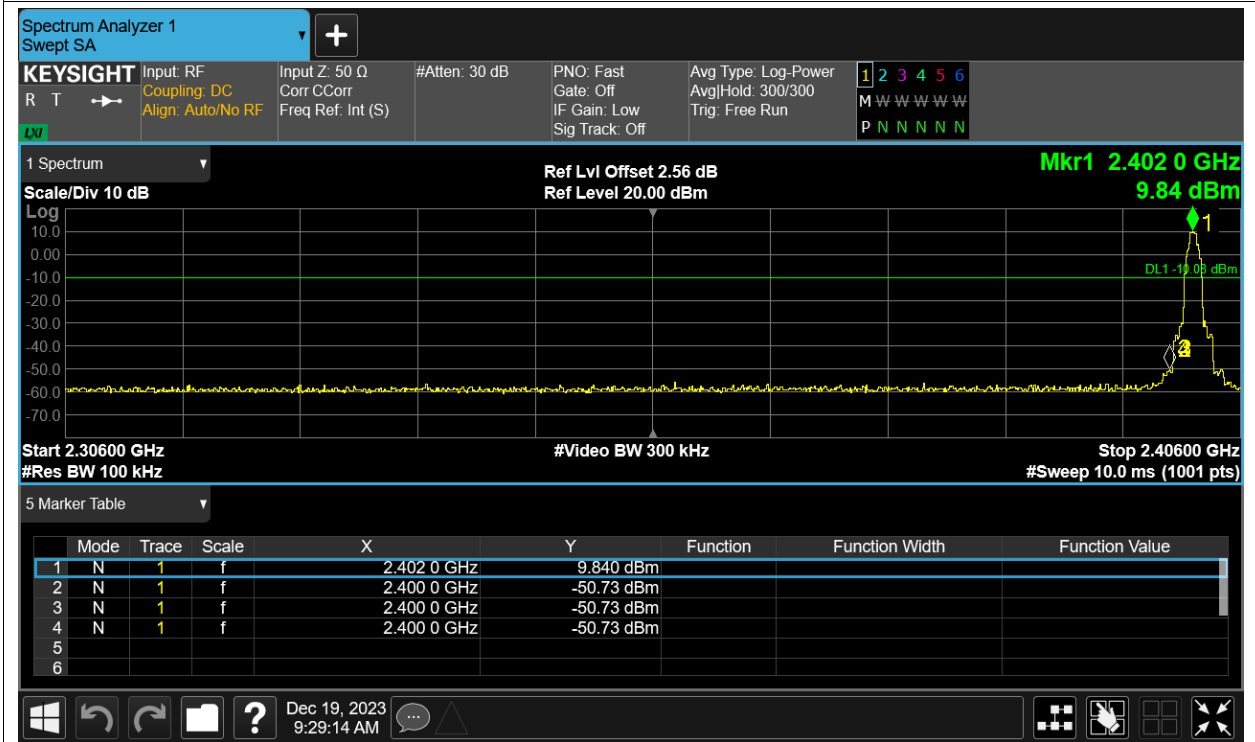 Spectrum Analyzer 1
Swept SA
+
KEYSIGHT
R T
LXI
Input: RF
Coupling: DC
Align: Auto/No RF
Input Z: 50 Ω
Corr CCorr
Freq Ref: Int (S)
#Atten: 30 dB
PNO: Fast
Gate: Off
IF Gain: Low
Sig Track: Off
Avg Type: Log-Power
Avg|Hold: 300/300
Trig: Free Run
1 2 3 4 5 6
M W W W W W
P N N N N N
1 Spectrum
Scale/Div 10 dB
Ref Lvl Offset 2.56 dB
Ref Level 20.00 dBm
Mkr1 2.402 0 GHz
9.84 dBm
Log
10.0
0.00
-10.0
-20.0
-30.0
-40.0
-50.0
-60.0
-70.0
1
DL1 -10.08 dBm
Start 2.30600 GHz
#Video BW 300 kHz
Stop 2.40600 GHz
#Res BW 100 kHz
#Sweep 10.0 ms (1001 pts)
5 Marker Table
Mode Trace Scale X Y Function Function Width Function Value
1 N 1 f 2.402 0 GHz 9.840 dBm
2 N 1 f 2.400 0 GHz -50.73 dBm
3 N 1 f 2.400 0 GHz -50.73 dBm
4 N 1 f 2.400 0 GHz -50.73 dBm
5
6
?
Dec 19, 2023
9:29:14 AM